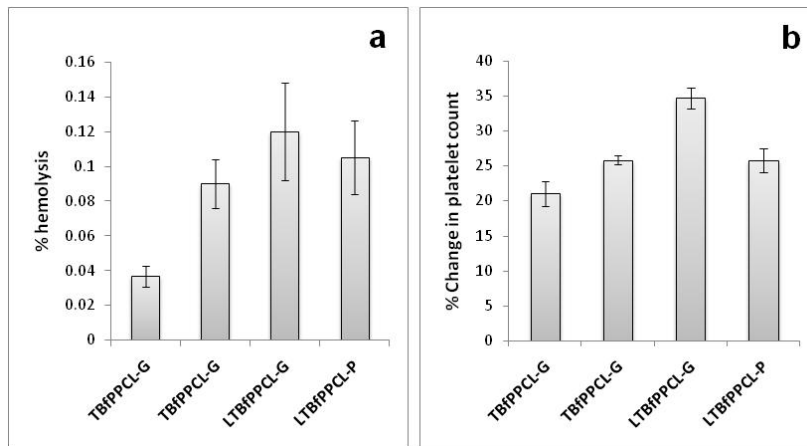 a
0.16
0.14
0.12
0.1
0.08
0.06
0.04
0.02
0
% hemolysis
TBfPPCL-G
TBfPPCL-G
LTBfPPCL-G
LTBfPPCL-P
b
40
35
30
25
20
15
10
5
0
% Change in platelet count
TBfPPCL-G
TBfPPCL-G
LTBfPPCL-G
LTBfPPCL-P